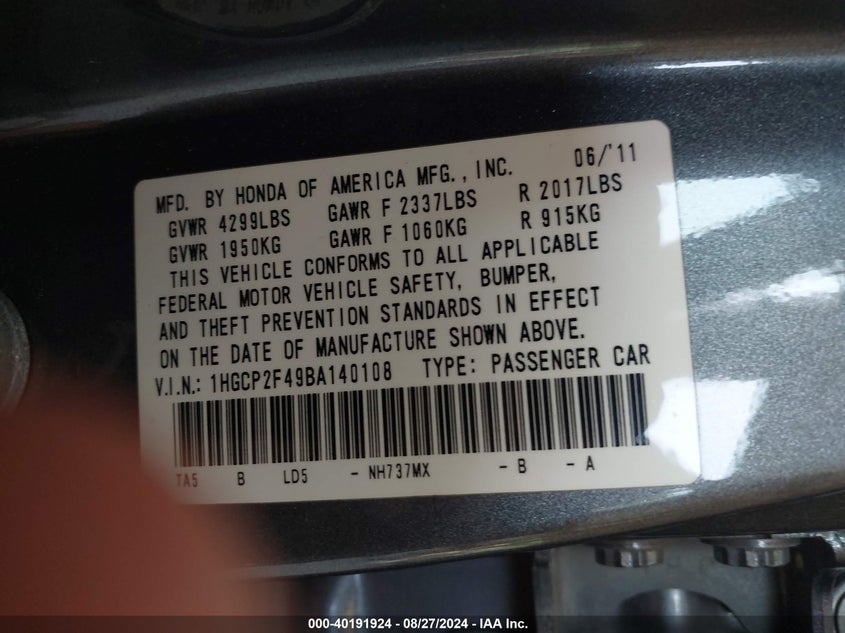 MFD. BY HONDA OF AMERICA MFG., INC. 06/'11
GVWR 4299LBS GAWR F 2337LBS R 2017LBS
GVWR 1950KG GAWR F 1060KG R 915KG
THIS VEHICLE CONFORMS TO ALL APPLICABLE
FEDERAL MOTOR VEHICLE SAFETY, BUMPER,
AND THEFT PREVENTION STANDARDS IN EFFECT
ON THE DATE OF MANUFACTURE SHOWN ABOVE.
V.I.N.: 1HGCP2F49BA140108 TYPE: PASSENGER CAR
TA5 B LD5 - NH737MX - B - A
000-40191924 - 08/27/2024 - IAA Inc.